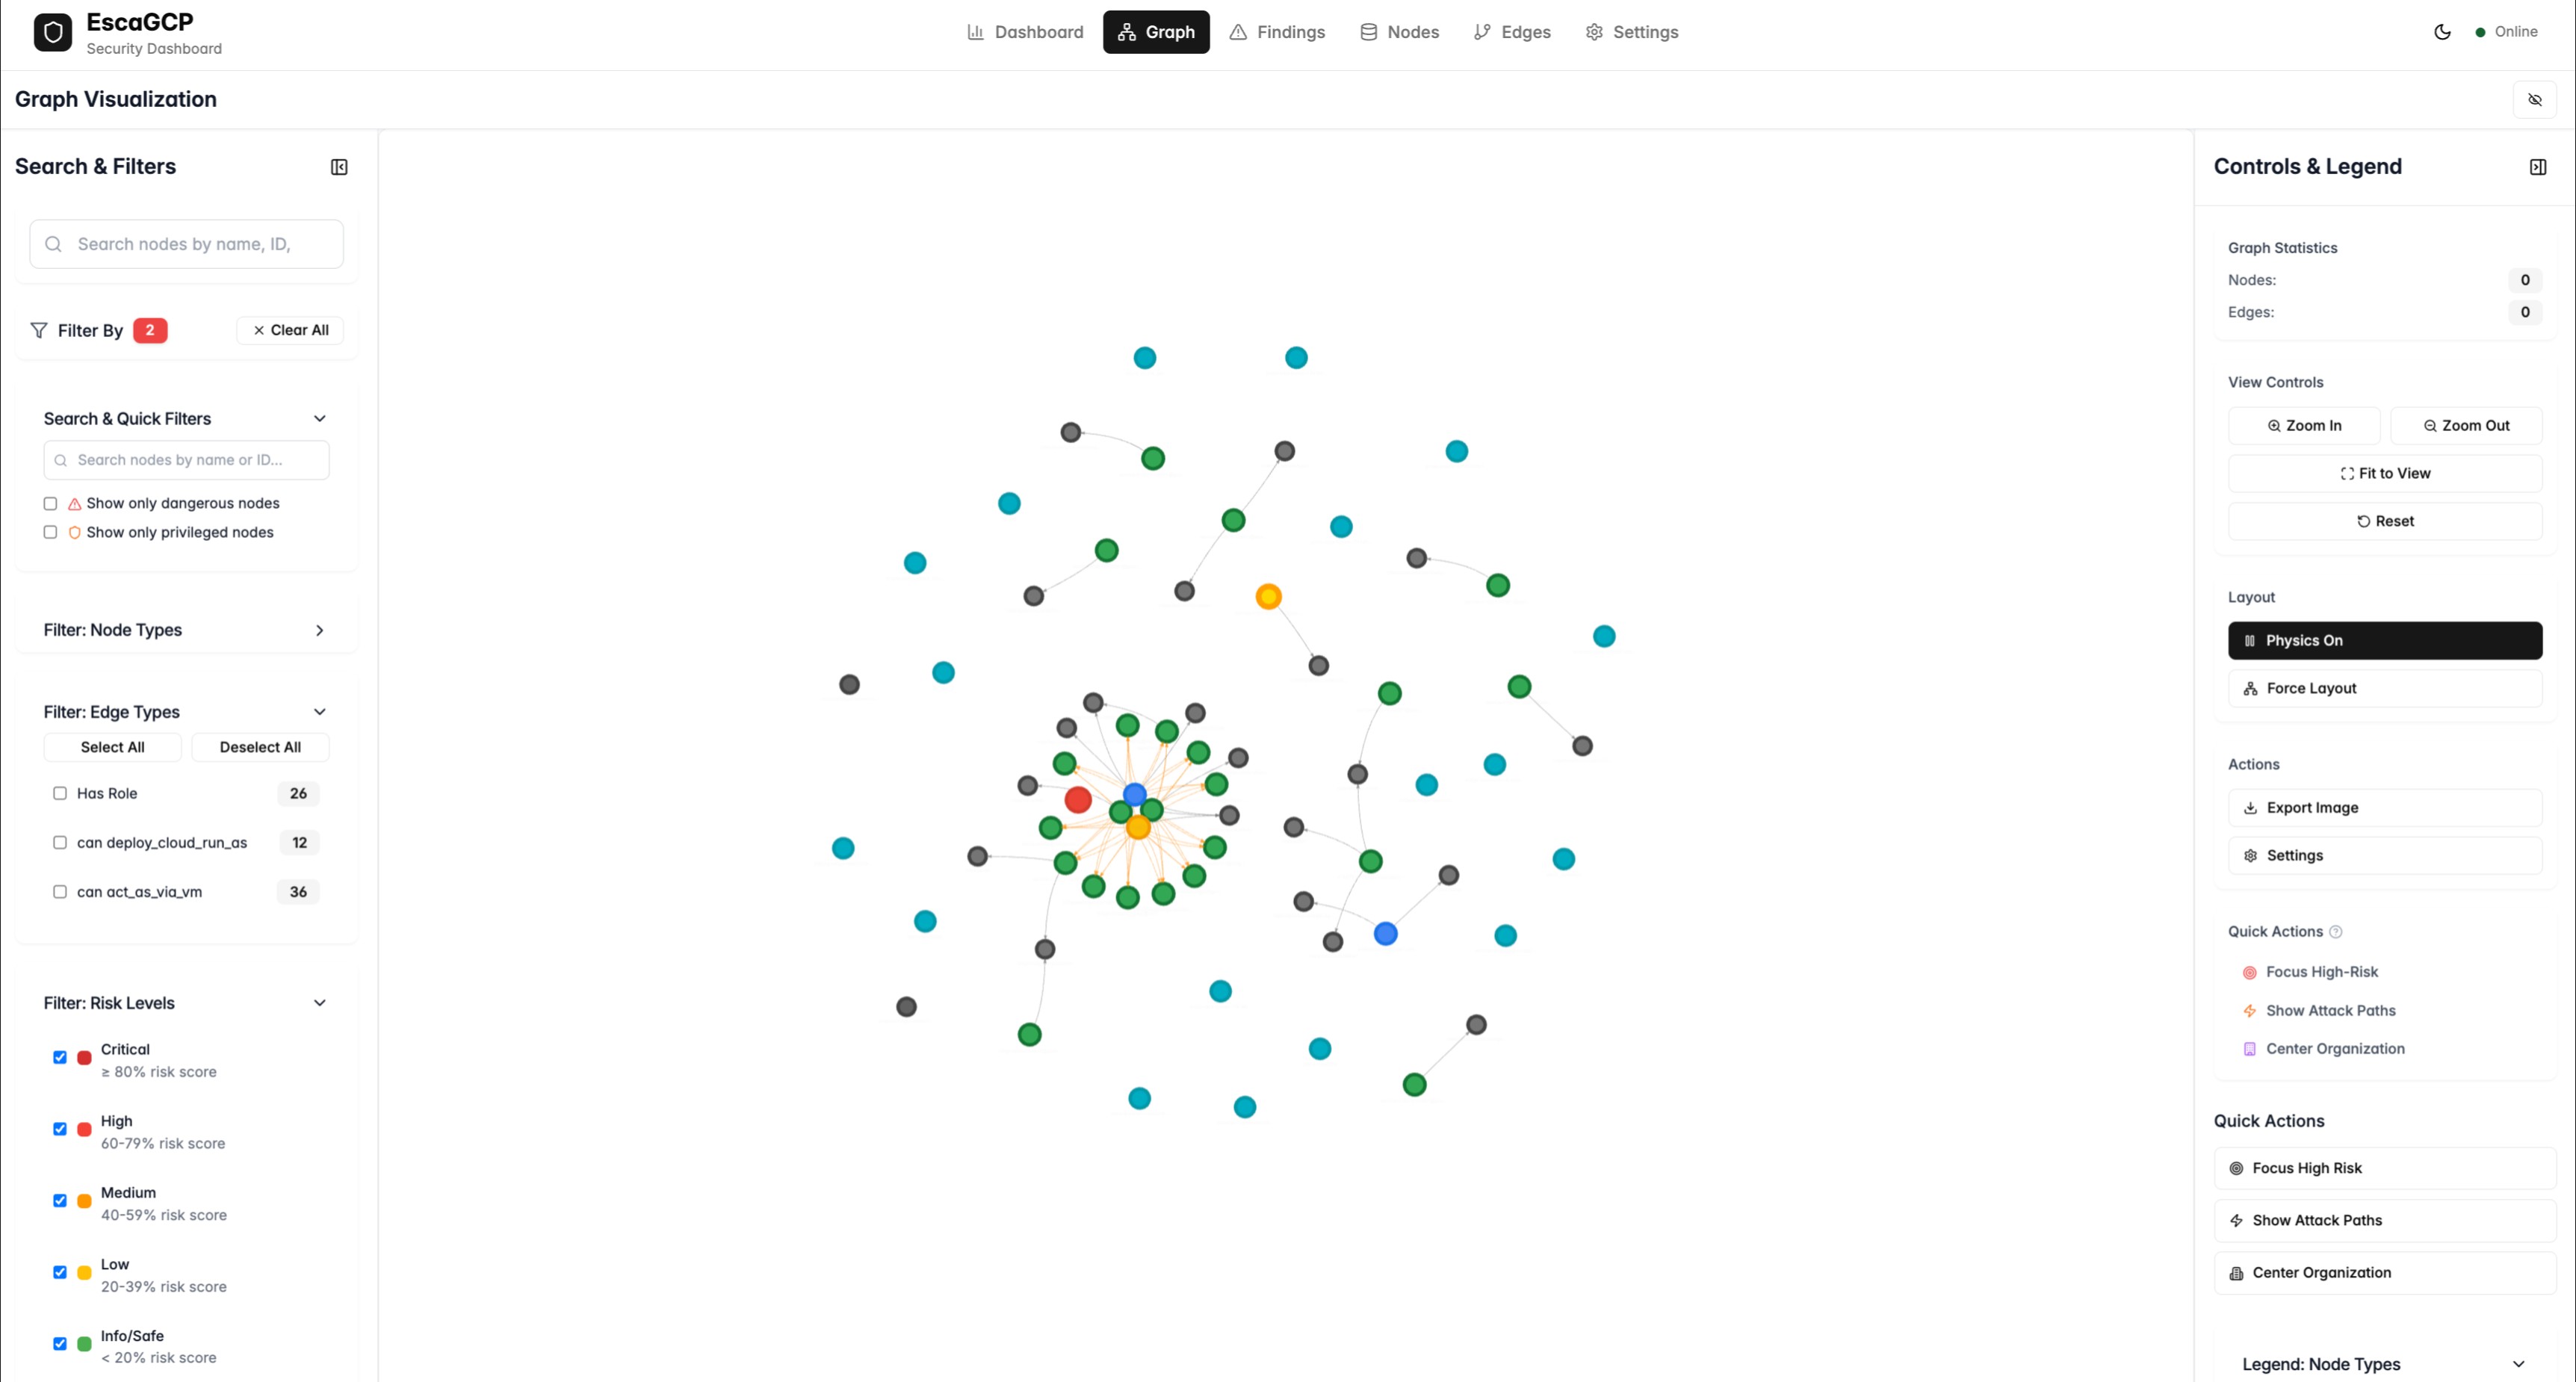 EscaGCP
Security Dashboard
Dashboard
Graph
Findings
Nodes
Edges
Settings
Online
Graph Visualization
Search & Filters
Search nodes by name, ID,
Filter By 2
Clear All
Search & Quick Filters
Search nodes by name or ID...
Show only dangerous nodes
Show only privileged nodes
Filter: Node Types
Filter: Edge Types
Select All
Deselect All
Has Role 26
can deploy_cloud_run_as 12
can act_as_via_vm 36
Filter: Risk Levels
Critical
≥ 80% risk score
High
60-79% risk score
Medium
40-59% risk score
Low
20-39% risk score
Info/Safe
< 20% risk score
Controls & Legend
Graph Statistics
Nodes: 0
Edges: 0
View Controls
Zoom In
Zoom Out
Fit to View
Reset
Layout
Physics On
Force Layout
Actions
Export Image
Settings
Quick Actions
Focus High-Risk
Show Attack Paths
Center Organization
Quick Actions
Focus High Risk
Show Attack Paths
Center Organization
Legend: Node Types